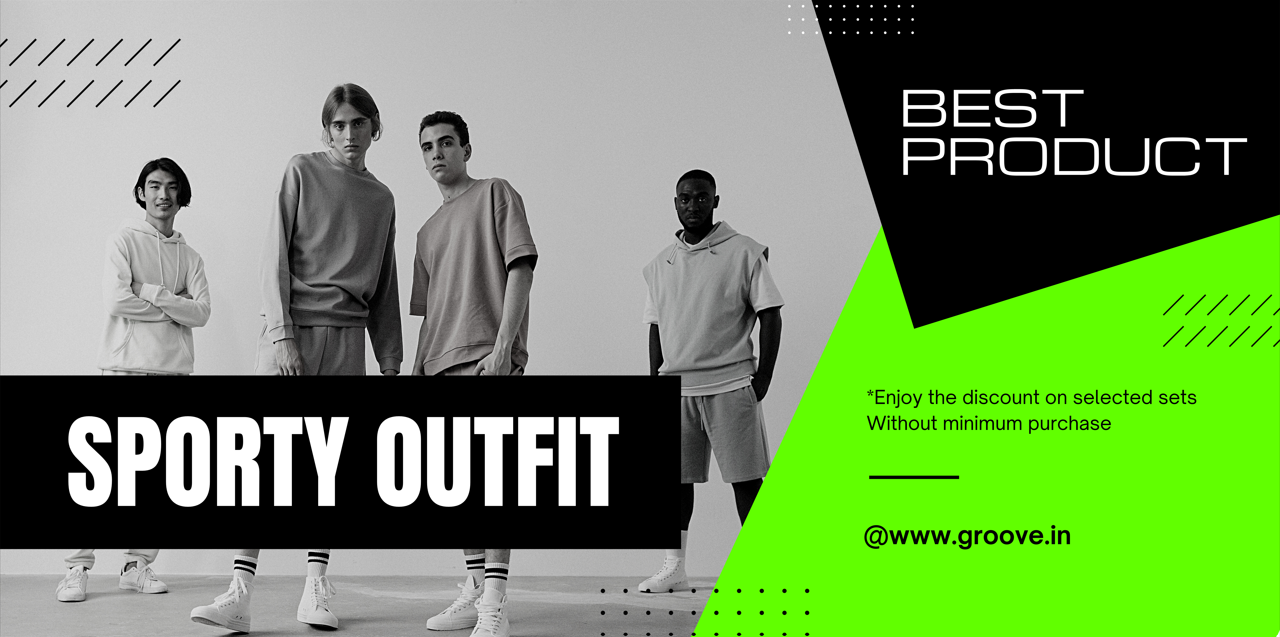 BEST
PRODUCT
SPORTY OUTFIT
*Enjoy the discount on selected sets
Without minimum purchase
@www.groove.in